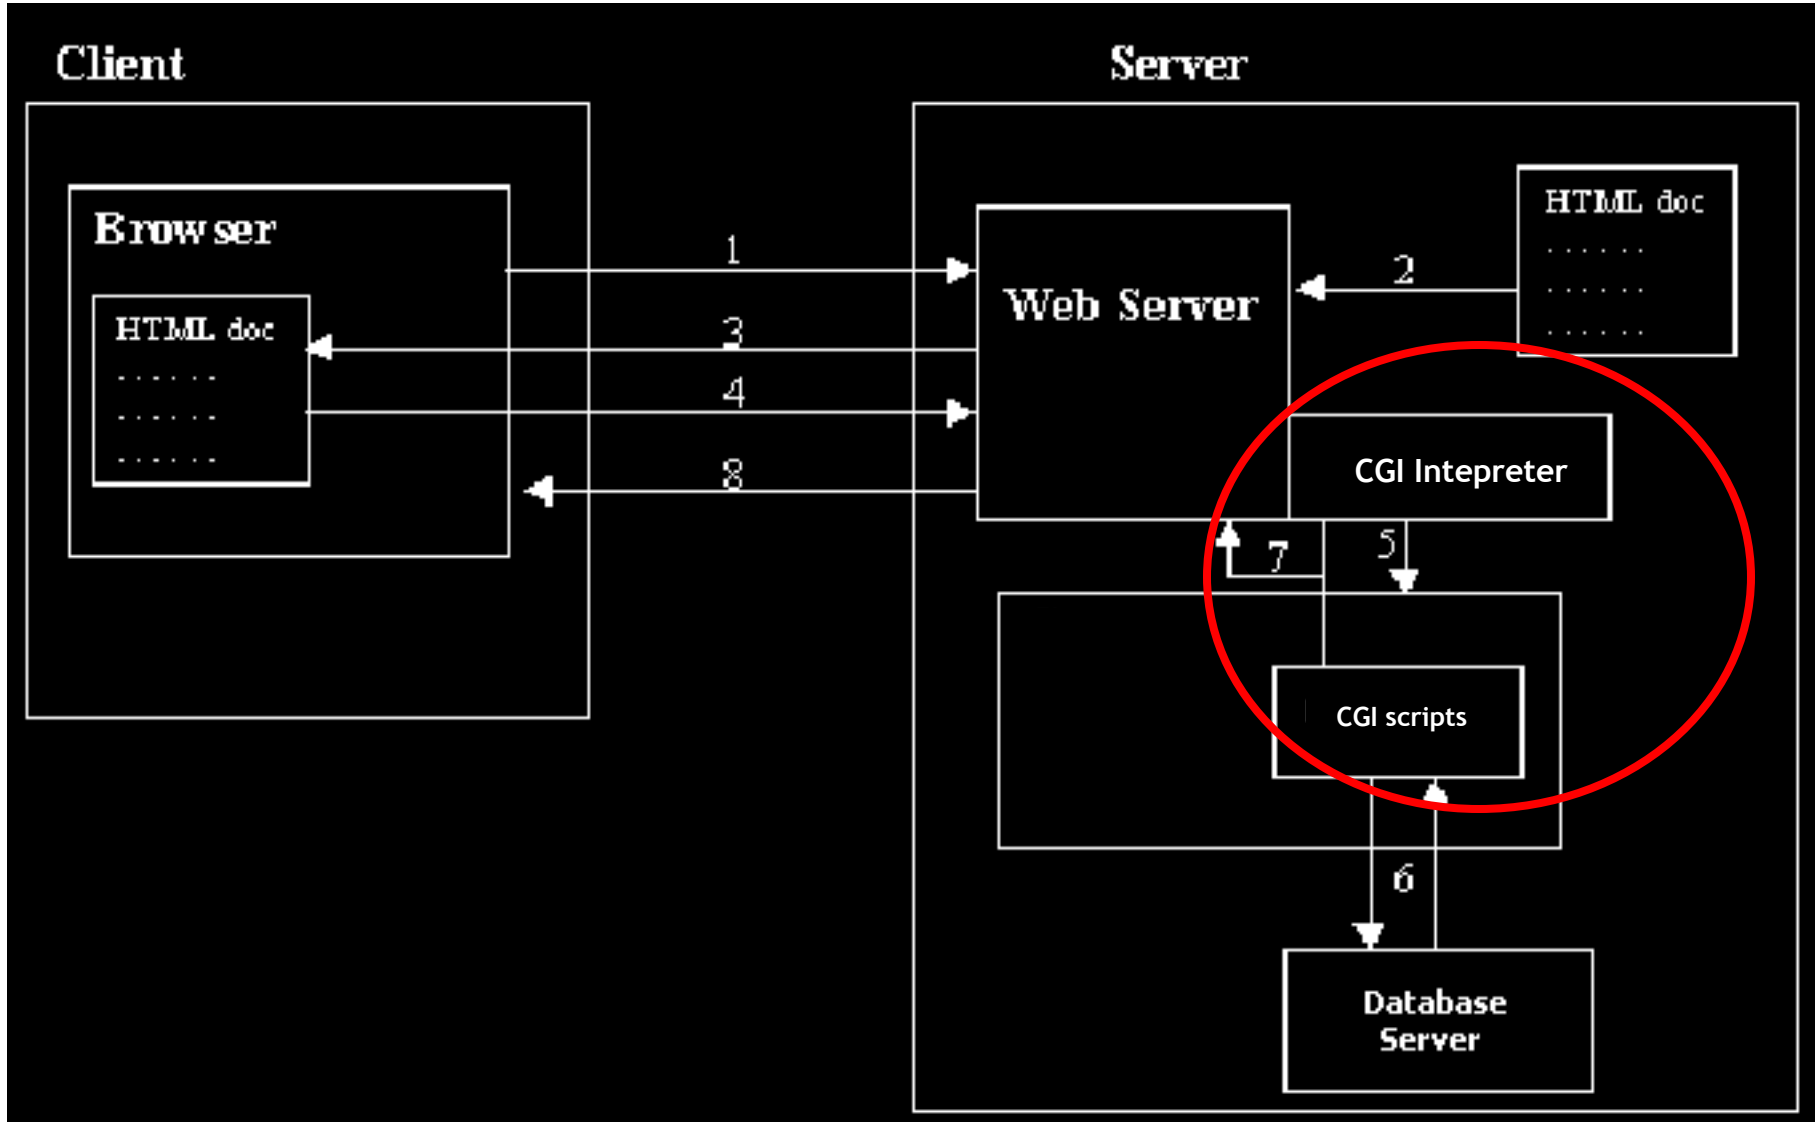 Client
Server
Browser
HTML doc
......
......
......
1
3
4
8
Web Server
2
HTML doc
......
......
......
CGI Intepreter
7
5
CGI scripts
6
Database
Server